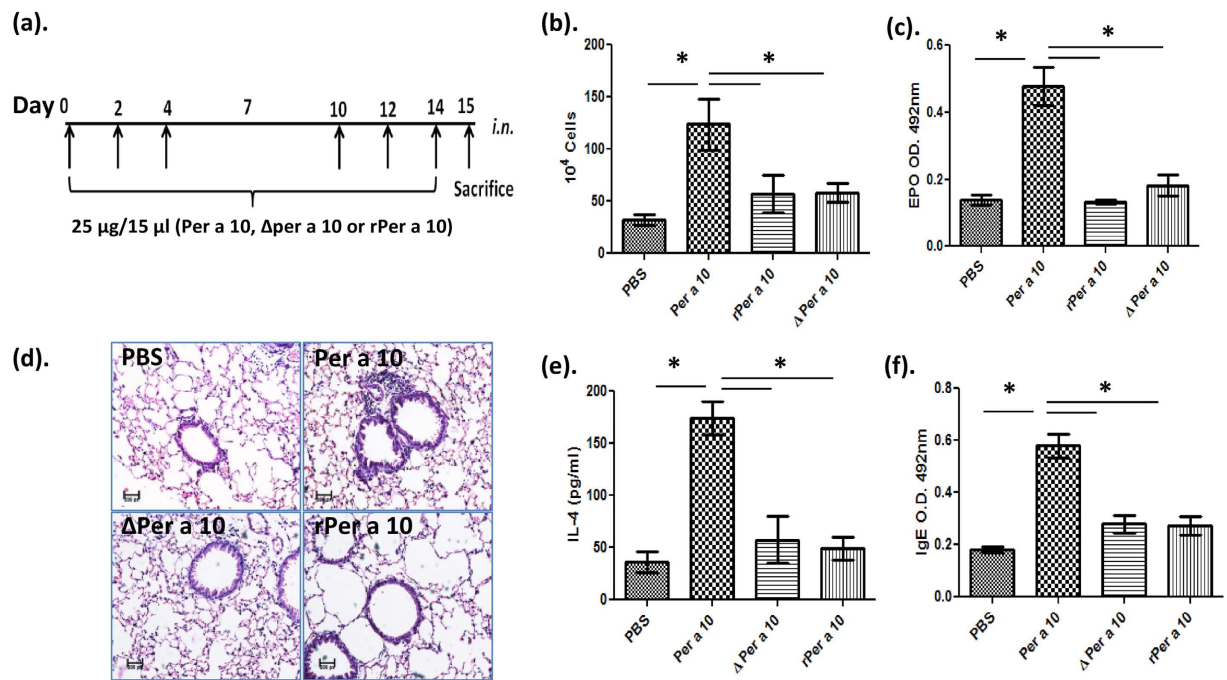 (a).
Day 0 2 4 7 10 12 14 15
i.n.
Sacrifice
25 µg/15 µl (Per a 10, Δper a 10 or rPer a 10)
(b).
* *
10⁴ Cells
200
150
100
50
0
PBS Per a 10 rPer a 10 Δ Per a 10
(c).
* *
EPO OD. 492nm
0.6
0.4
0.2
0.0
PBS Per a 10 rPer a 10 Δ Per a 10
(d).
PBS Per a 10
ΔPer a 10 rPer a 10
(e).
* *
IL-4 (pg/ml)
200
150
100
50
0
PBS Per a 10 Δ Per a 10 rPer a 10
(f).
* *
IgE O.D. 492nm
0.8
0.6
0.4
0.2
0.0
PBS Per a 10 Δ Per a 10 rPer a 10